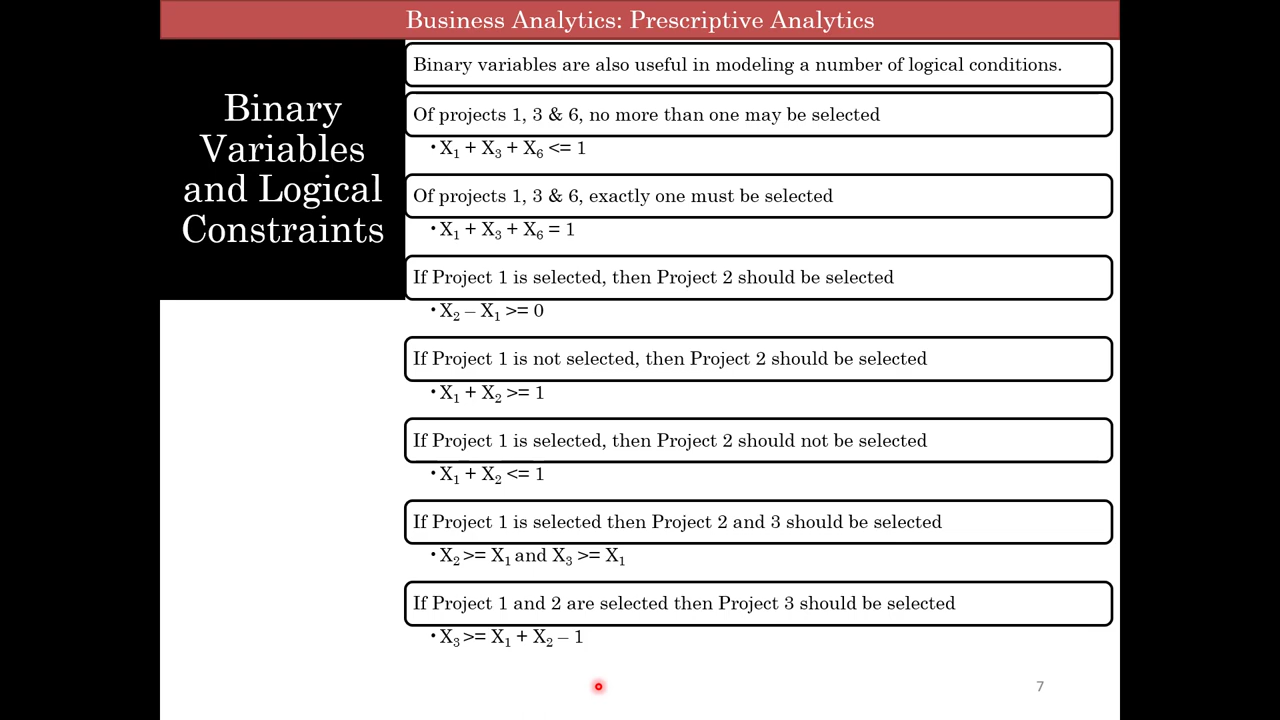 Business Analytics: Prescriptive Analytics
Binary
Variables
and Logical
Constraints
Binary variables are also useful in modeling a number of logical conditions.
Of projects 1, 3 & 6, no more than one may be selected
• X₁ + X₃ + X₆ <= 1
Of projects 1, 3 & 6, exactly one must be selected
• X₁ + X₃ + X₆ = 1
If Project 1 is selected, then Project 2 should be selected
• X₂ – X₁ >= 0
If Project 1 is not selected, then Project 2 should be selected
• X₁ + X₂ >= 1
If Project 1 is selected, then Project 2 should not be selected
• X₁ + X₂ <= 1
If Project 1 is selected then Project 2 and 3 should be selected
• X₂ >= X₁ and X₃ >= X₁
If Project 1 and 2 are selected then Project 3 should be selected
• X₃ >= X₁ + X₂ – 1
7